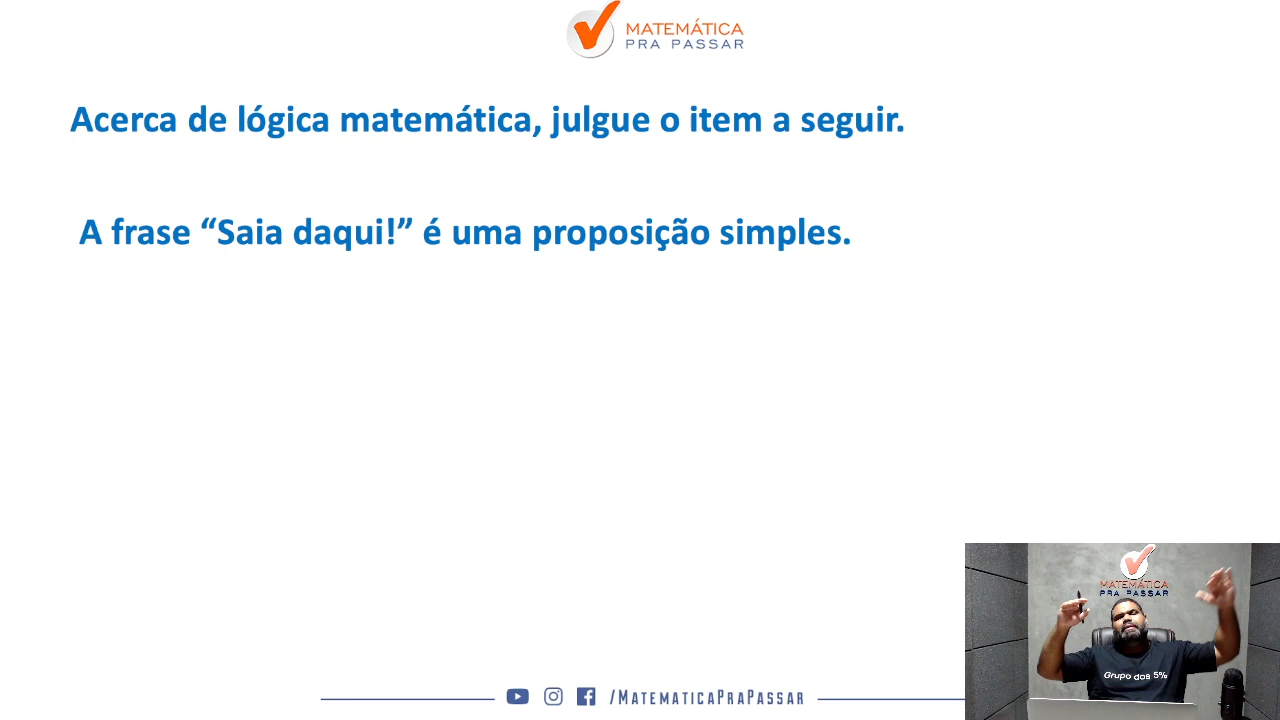 MATEMÁTICA
PRA PASSAR
Acerca de lógica matemática, julgue o item a seguir.
A frase “Saia daqui!” é uma proposição simples.
MATEMÁTICA
PRA PASSAR
Grupo dos 5%
/MATEMATICAPRAPASSAR